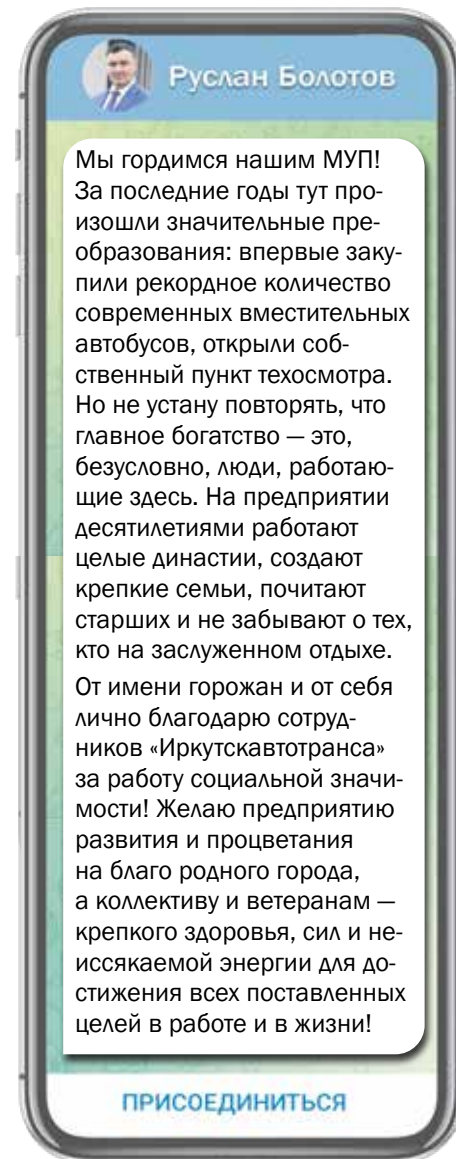 Руслан Болотов
Мы гордимся нашим МУП!
За последние годы тут про-
изошли значительные пре-
образования: впервые заку-
пили рекордное количество
современных вместительных
автобусов, открыли соб-
ственный пункт техосмотра.
Но не устану повторять, что
главное богатство — это,
безусловно, люди, работаю-
щие здесь. На предприятии
десятилетиями работают
целые династии, создают
крепкие семьи, почитают
старших и не забывают о тех,
кто на заслуженном отдыхе.
От имени горожан и от себя
лично благодарю сотруд-
ников «Иркутскавтотранса»
за работу социальной значи-
мости! Желаю предприятию
развития и процветания
на благо родного города,
а коллективу и ветеранам —
крепкого здоровья, сил и не-
иссякаемой энергии для до-
стижения всех поставленных
целей в работе и в жизни!
ПРИСОЕДИНИТЬСЯ